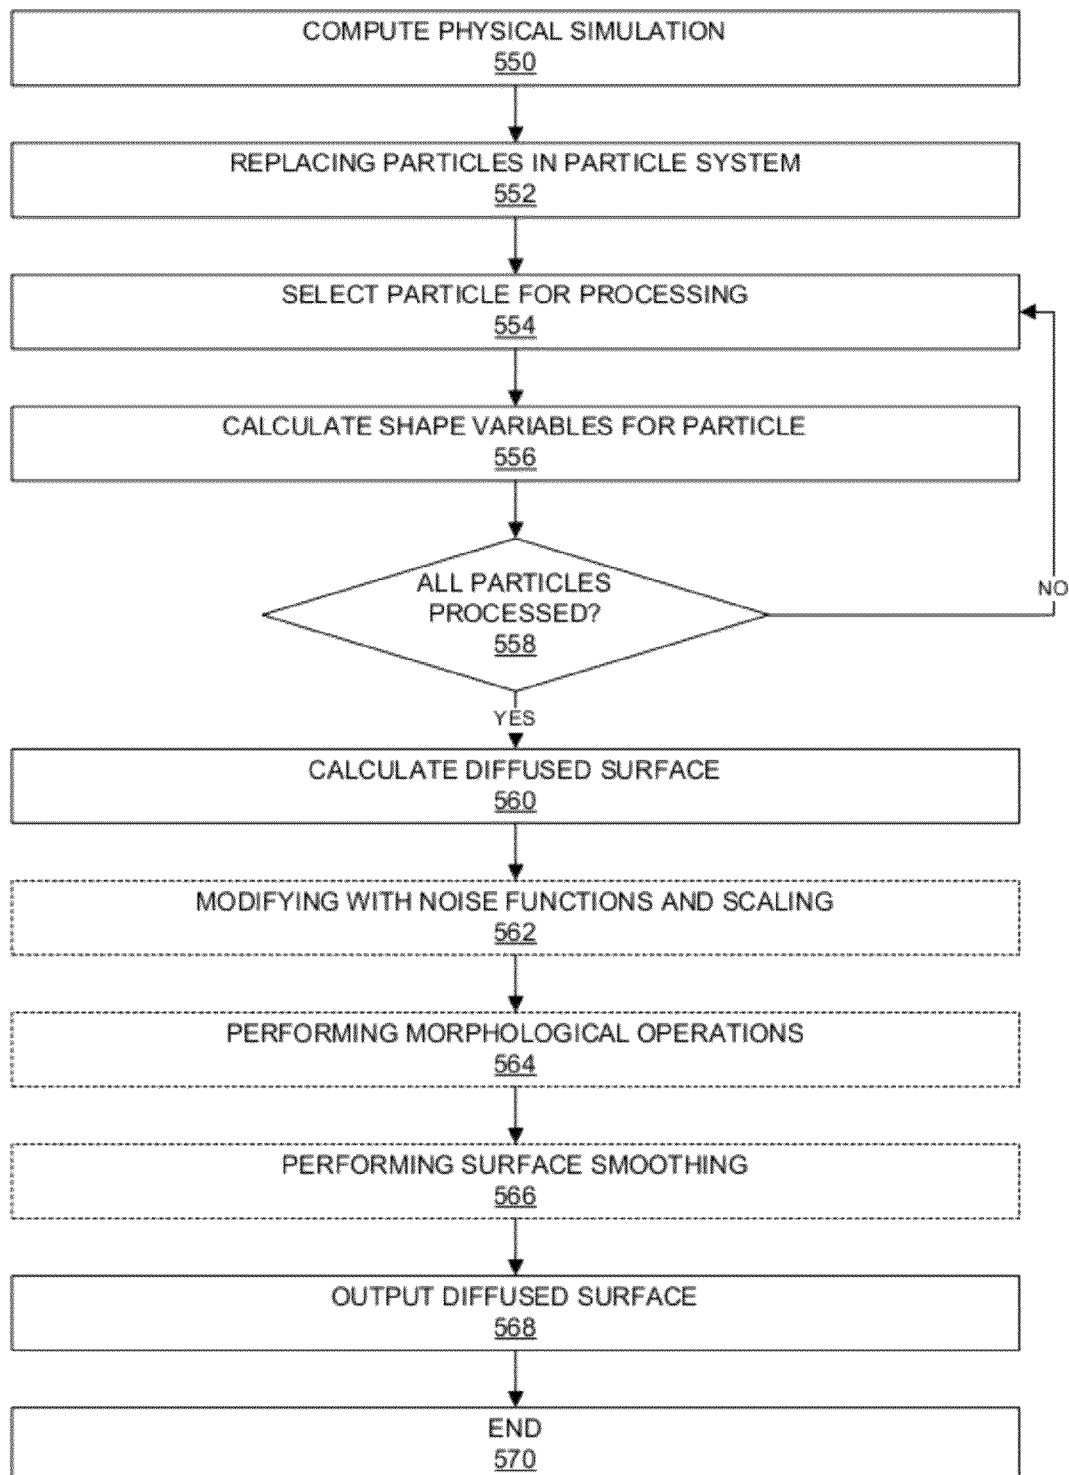 COMPUTE PHYSICAL SIMULATION
550
REPLACING PARTICLES IN PARTICLE SYSTEM
552
SELECT PARTICLE FOR PROCESSING
554
CALCULATE SHAPE VARIABLES FOR PARTICLE
556
ALL PARTICLES
PROCESSED?
558
NO
YES
CALCULATE DIFFUSED SURFACE
560
MODIFYING WITH NOISE FUNCTIONS AND SCALING
562
PERFORMING MORPHOLOGICAL OPERATIONS
564
PERFORMING SURFACE SMOOTHING
566
OUTPUT DIFFUSED SURFACE
568
END
570